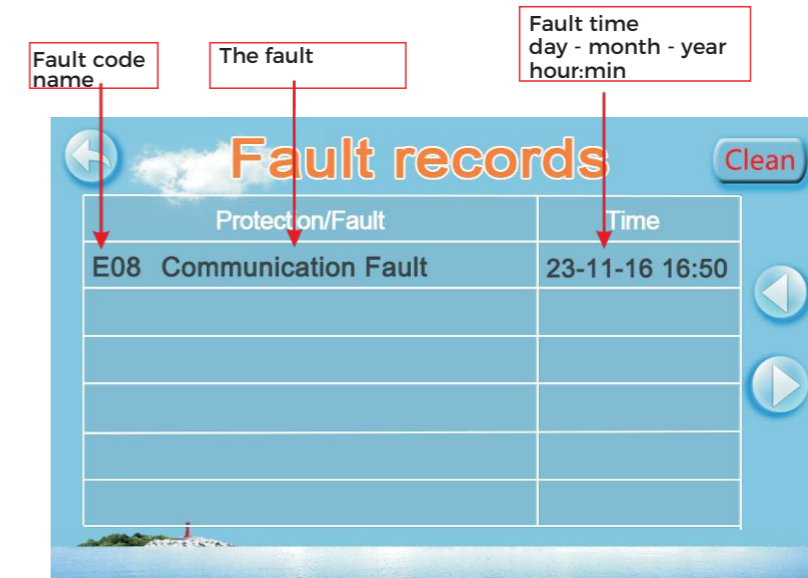 Fault code
name
The fault
Fault time
day - month - year
hour:min
Fault records
Clean
Protection/Fault
Time
E08 Communication Fault
23-11-16 16:50